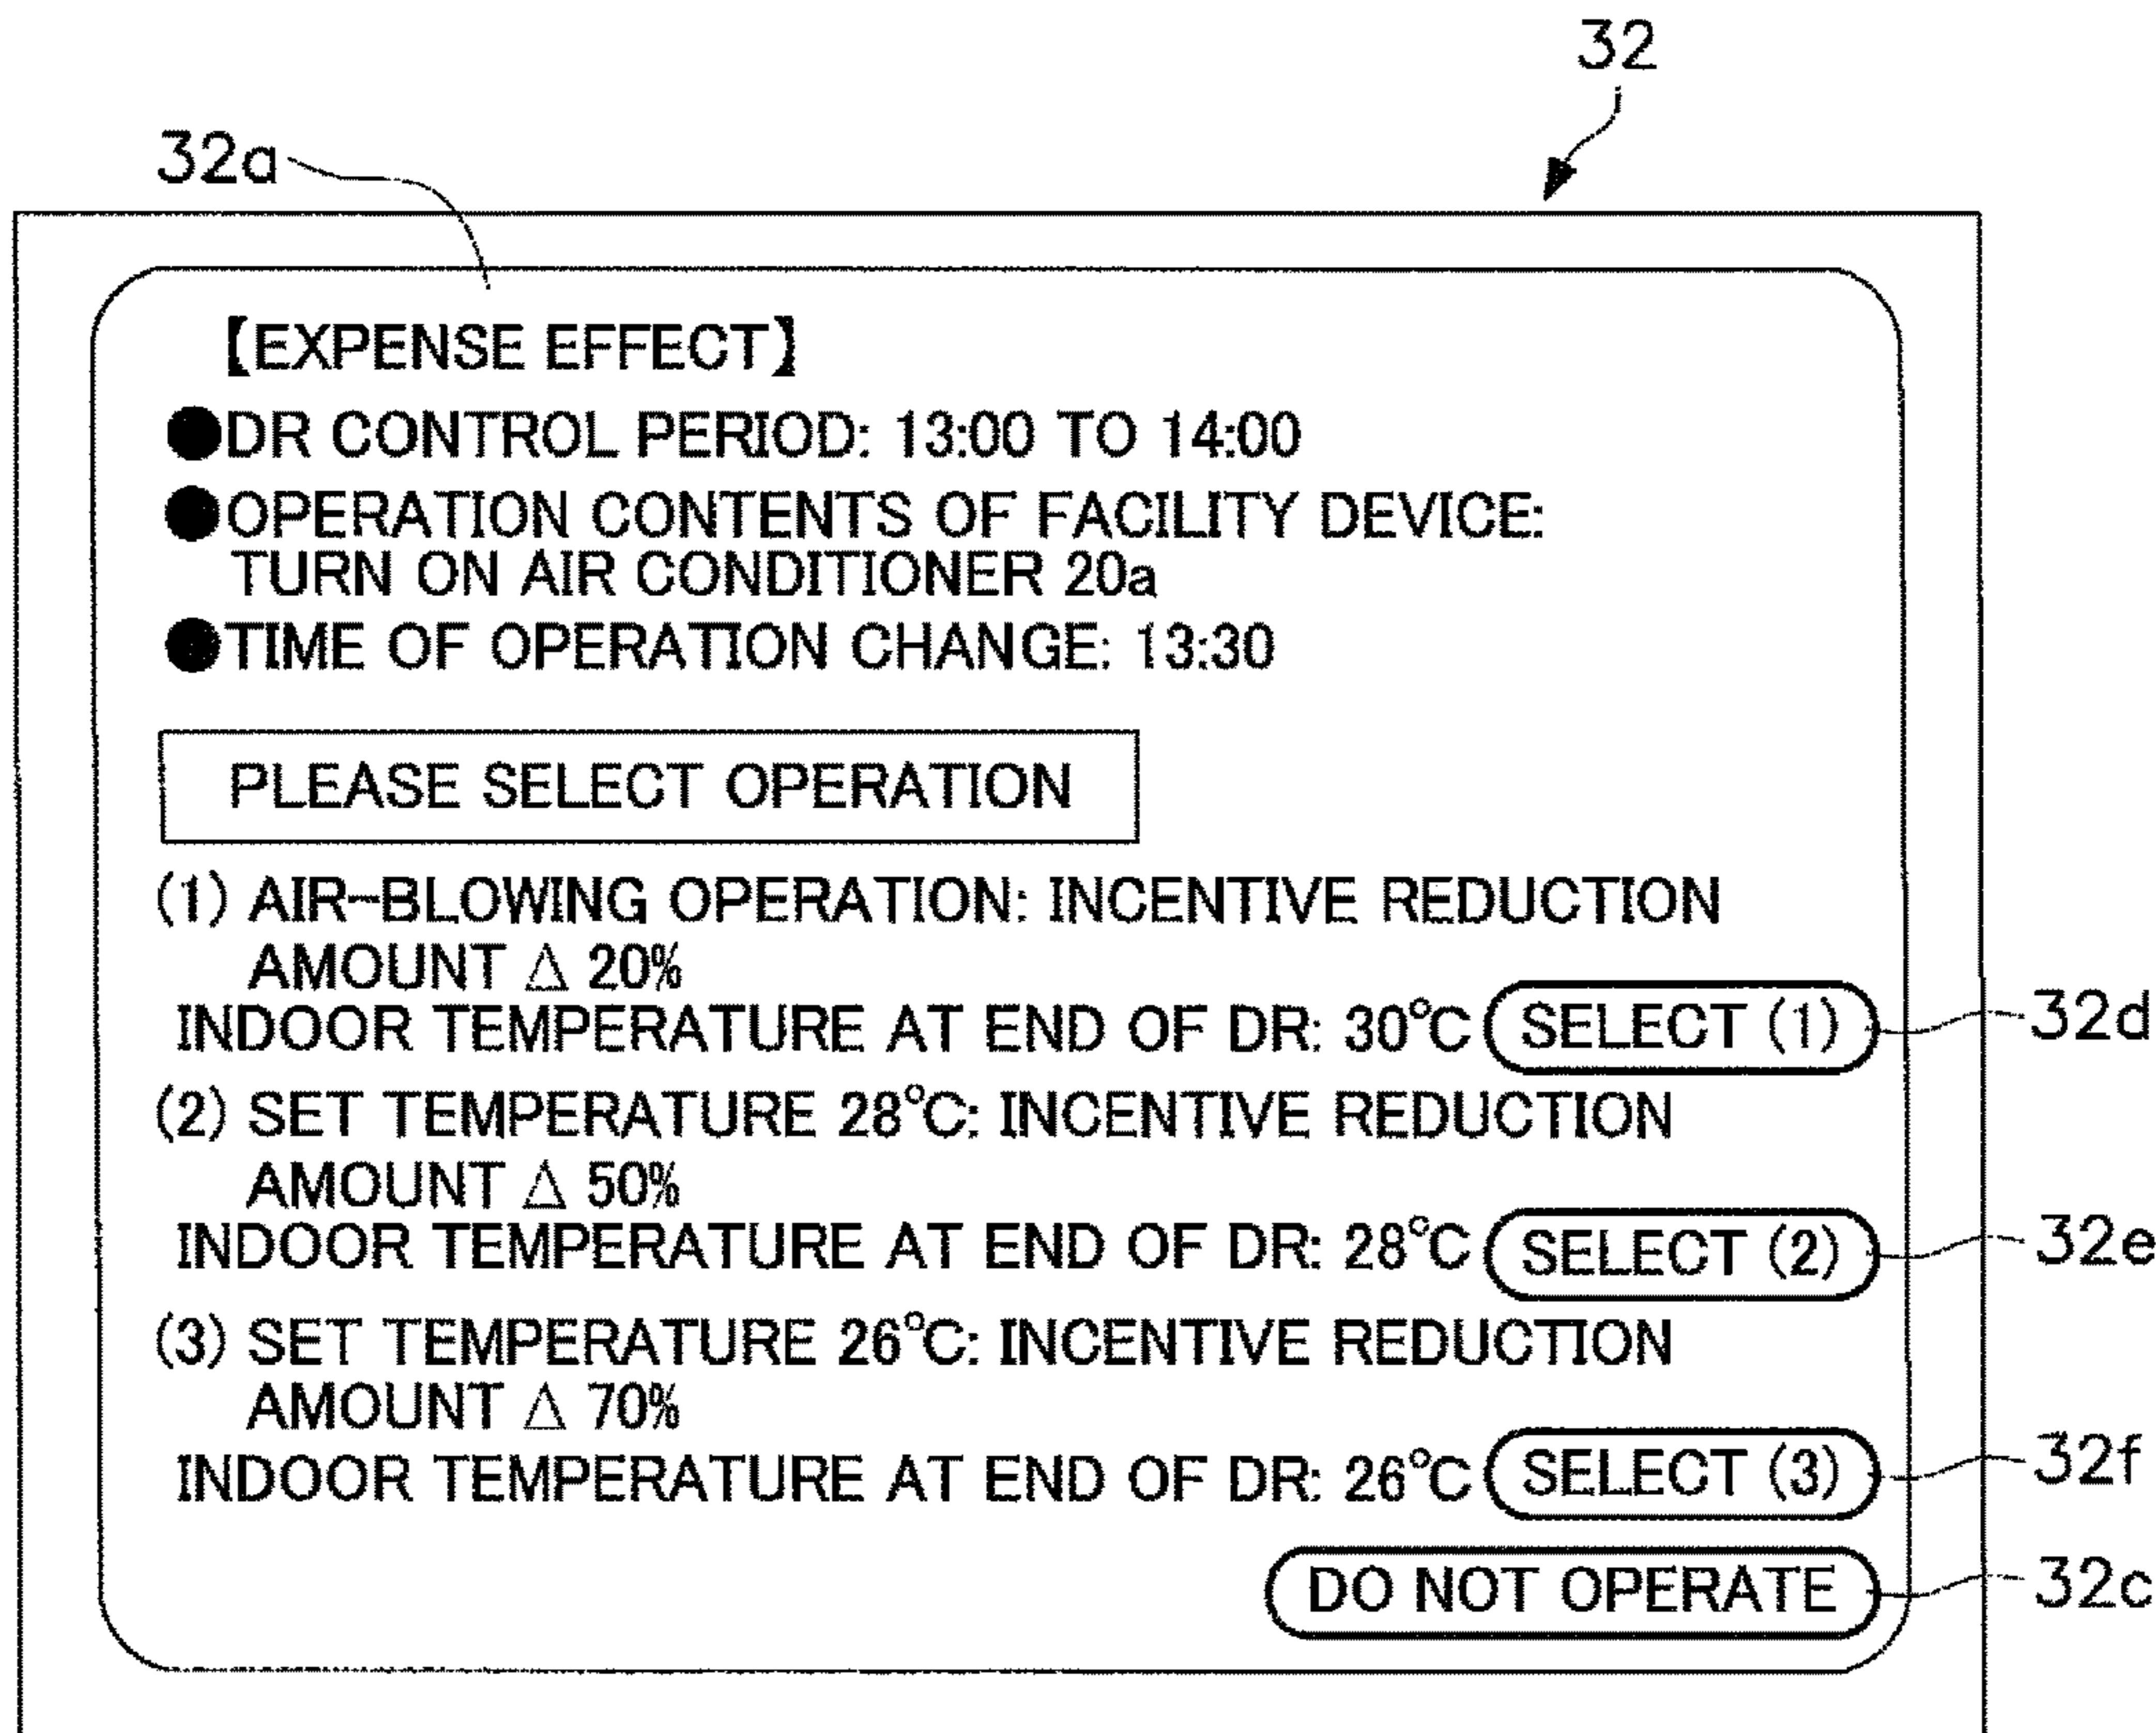 32
32a
【EXPENSE EFFECT】
●DR CONTROL PERIOD: 13:00 TO 14:00
●OPERATION CONTENTS OF FACILITY DEVICE:
TURN ON AIR CONDITIONER 20a
●TIME OF OPERATION CHANGE: 13:30
PLEASE SELECT OPERATION
(1) AIR-BLOWING OPERATION: INCENTIVE REDUCTION
AMOUNT △ 20%
INDOOR TEMPERATURE AT END OF DR: 30°C SELECT (1) 32d
(2) SET TEMPERATURE 28°C: INCENTIVE REDUCTION
AMOUNT △ 50%
INDOOR TEMPERATURE AT END OF DR: 28°C SELECT (2) 32e
(3) SET TEMPERATURE 26°C: INCENTIVE REDUCTION
AMOUNT △ 70%
INDOOR TEMPERATURE AT END OF DR: 26°C SELECT (3) 32f
DO NOT OPERATE 32c